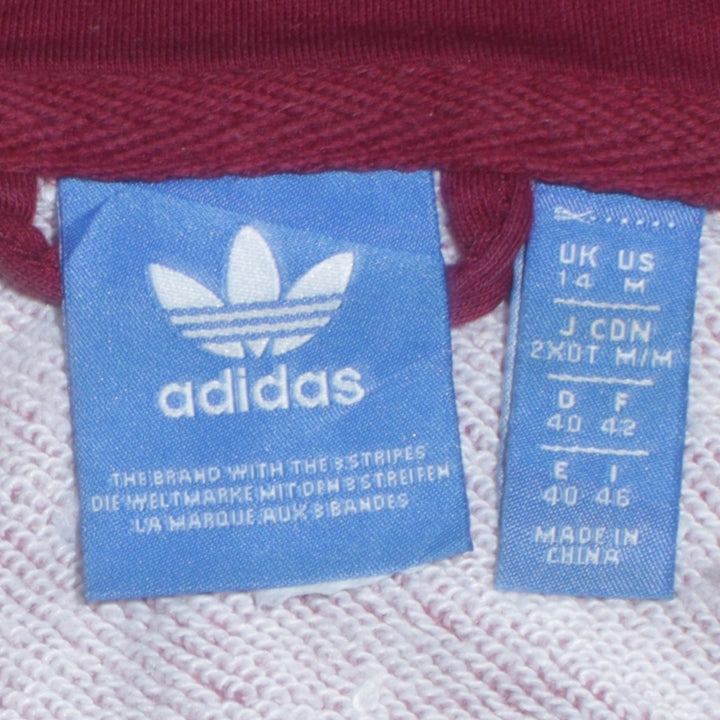 adidas
THE BRAND WITH THE 3 STRIPES
DIE WELTMARKE MIT DEN 3 STREIFEN
LA MARQUE AUX 3 BANDES
UK US
14 M
J CDN
2XOT M/M
D F
40 42
E I
40 46
MADE IN
CHINA